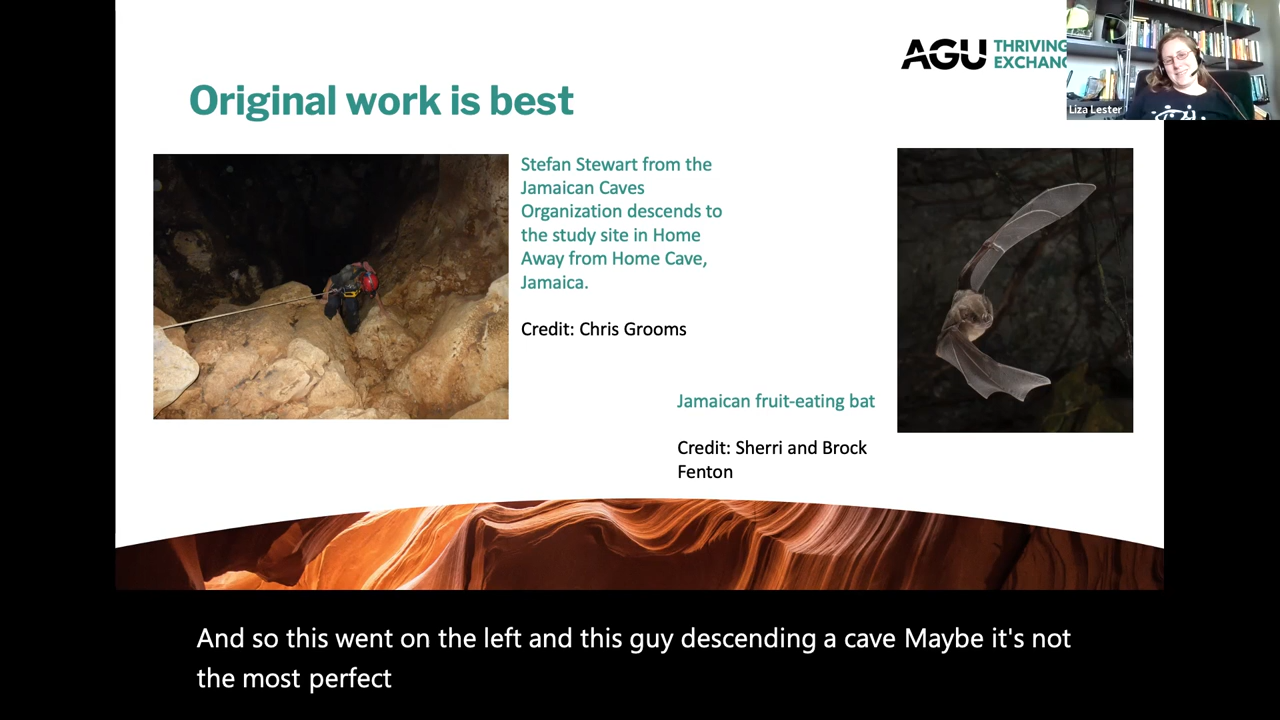 AGU THRIVING
EXCHANG
Liza Lester
Original work is best
Stefan Stewart from the
Jamaican Caves
Organization descends to
the study site in Home
Away from Home Cave,
Jamaica.
Credit: Chris Grooms
Jamaican fruit-eating bat
Credit: Sherri and Brock
Fenton
And so this went on the left and this guy descending a cave Maybe it's not
the most perfect